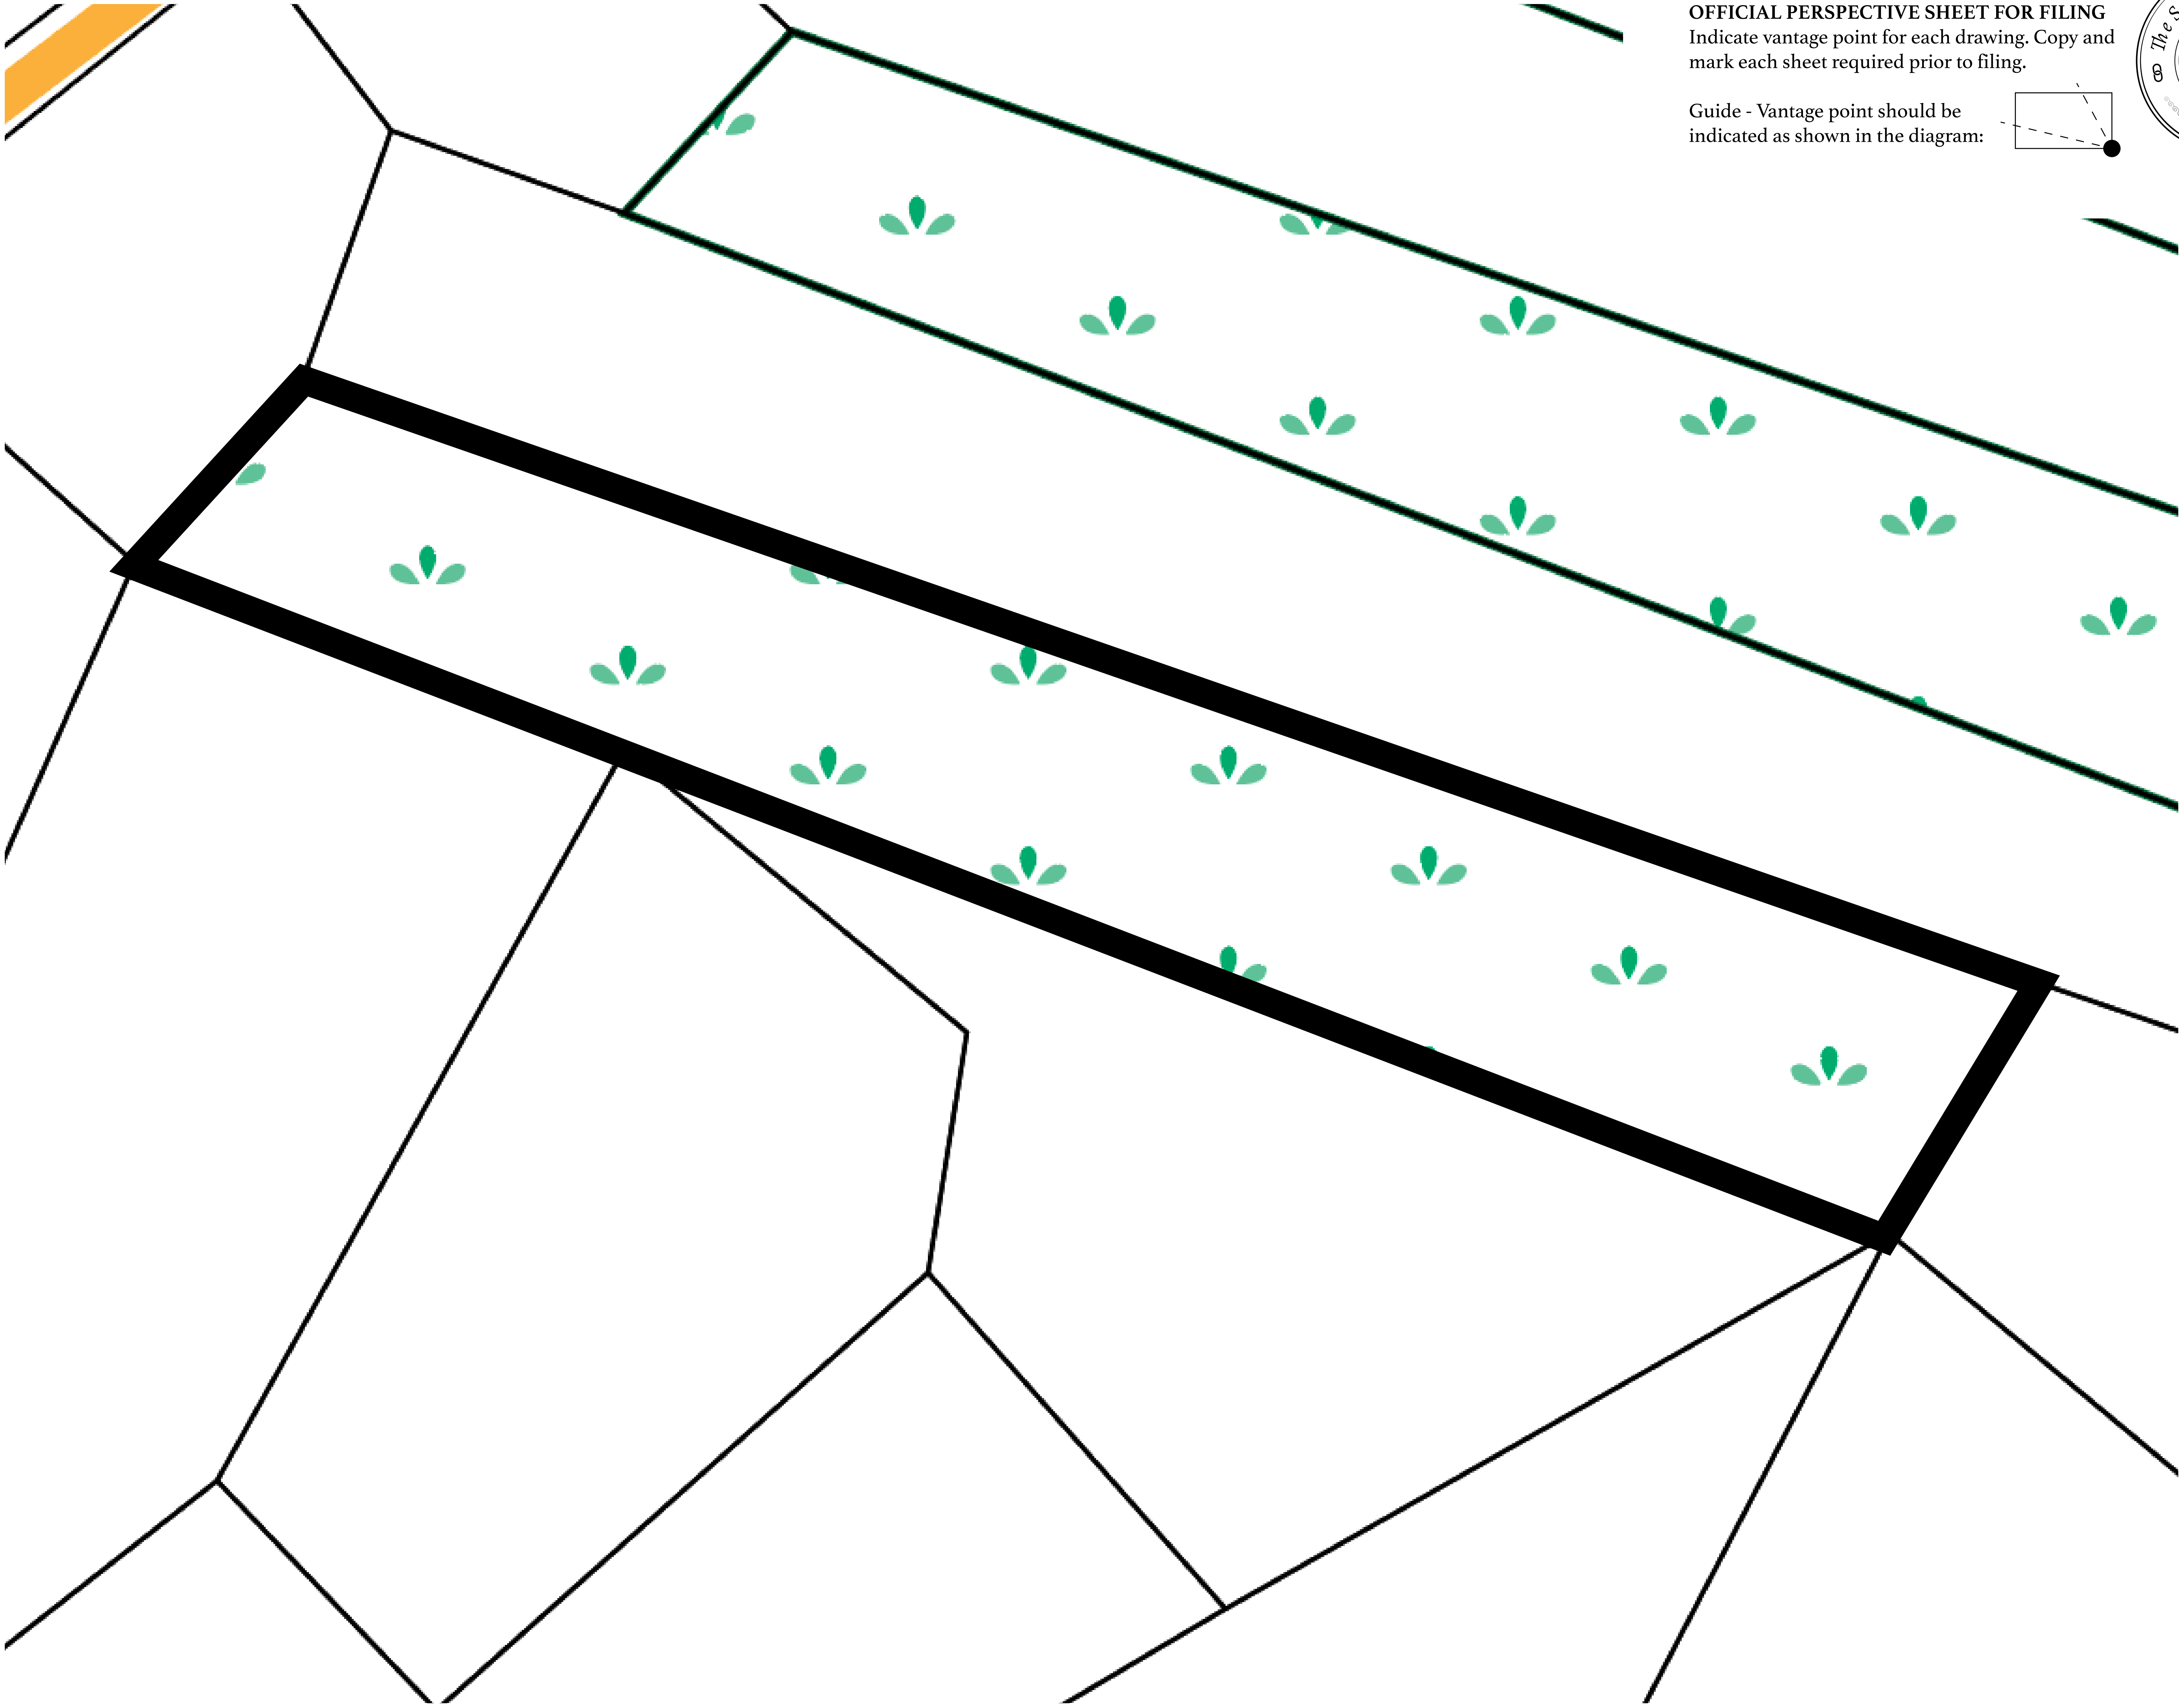 OFFICIAL PERSPECTIVE SHEET FOR FILING
Indicate vantage point for each drawing. Copy and
mark each sheet required prior to filing.
Guide - Vantage point should be
indicated as shown in the diagram:
The